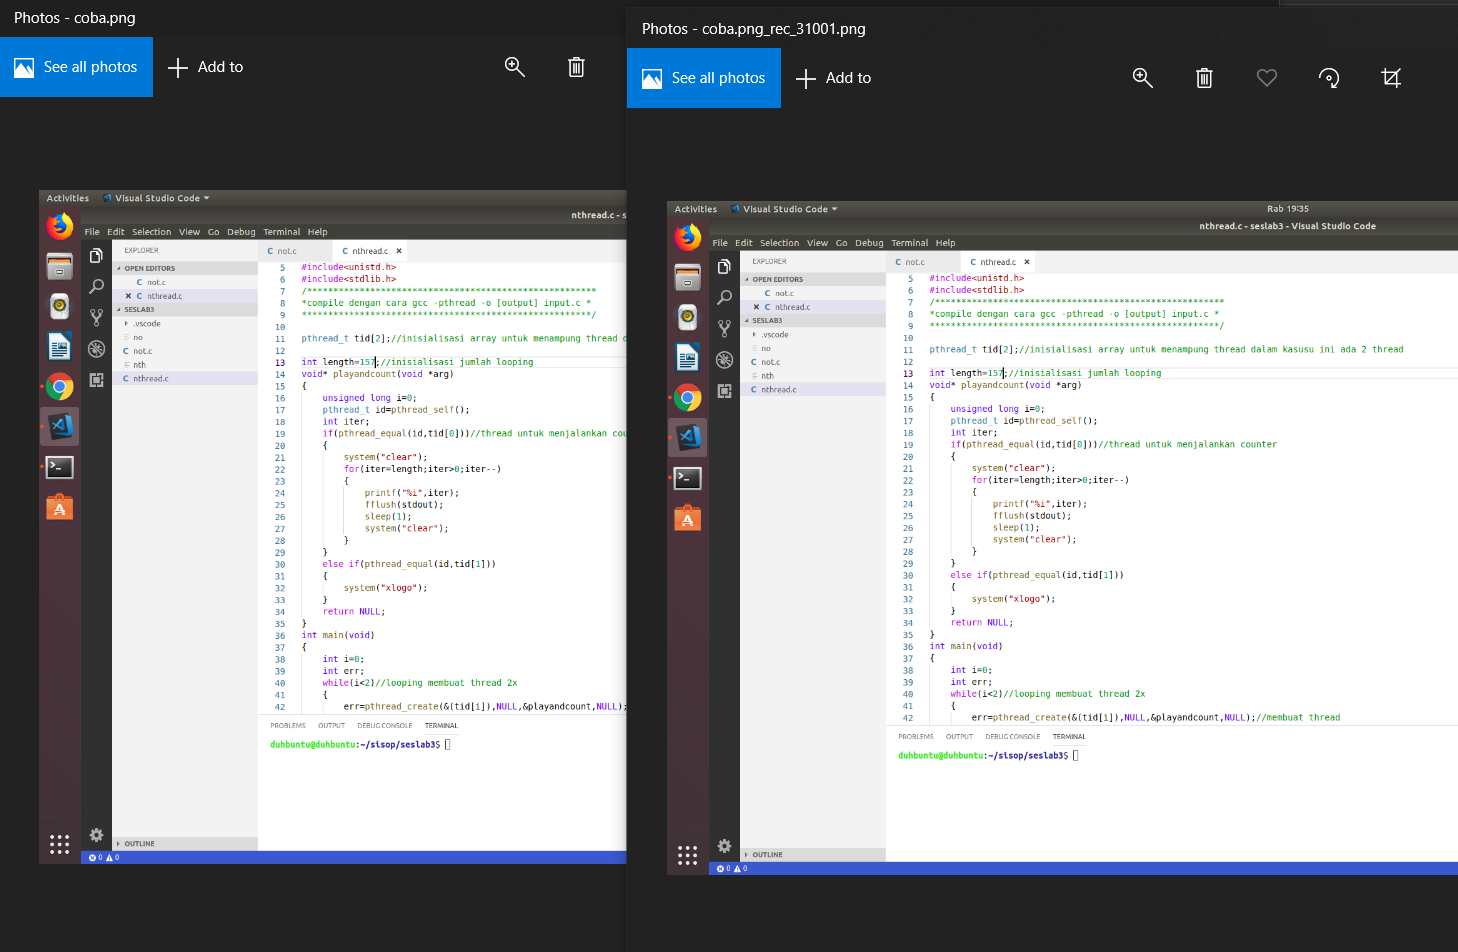 Photos - coba.png
See all photos
Add to
Activities
Visual Studio Code
nthread.c - s
File Edit Selection View Go Debug Terminal Help
EXPLORER
OPEN EDITORS
C not.c
C nthread.c
SESLAB3
.vscode
no
C not.c
nth
C nthread.c
OUTLINE
C not.c
C nthread.c
5 #include<unistd.h>
6 #include<stdlib.h>
7 /*******************************************************
8 *compile dengan cara gcc -pthread -o [output] input.c *
9 *******************************************************/
10
11 pthread_t tid[2];//inisialisasi array untuk menampung thread d
12
13 int length=157;//inisialisasi jumlah looping
14 void* playandcount(void *arg)
15 {
16 unsigned long i=0;
17 pthread_t id=pthread_self();
18 int iter;
19 if(pthread_equal(id,tid[0]))//thread untuk menjalankan cou
20 {
21 system("clear");
22 for(iter=length;iter>0;iter--)
23 {
24 printf("%i",iter);
25 fflush(stdout);
26 sleep(1);
27 system("clear");
28 }
29 }
30 else if(pthread_equal(id,tid[1]))
31 {
32 system("xlogo");
33 }
34 return NULL;
35 }
36 int main(void)
37 {
38 int i=0;
39 int err;
40 while(i<2)//looping membuat thread 2x
41 {
42 err=pthread_create(&(tid[i]),NULL,&playandcount,NULL);
PROBLEMS OUTPUT DEBUG CONSOLE TERMINAL
duhbuntu@duhbuntu:~/sisop/seslab3$
0 0
Photos - coba.png_rec_31001.png
See all photos
Add to
Activities
Visual Studio Code
Rab 19:35
nthread.c - seslab3 - Visual Studio Code
File Edit Selection View Go Debug Terminal Help
EXPLORER
OPEN EDITORS
C not.c
C nthread.c
SESLAB3
.vscode
no
C not.c
nth
C nthread.c
OUTLINE
C not.c
C nthread.c
5 #include<unistd.h>
6 #include<stdlib.h>
7 /*******************************************************
8 *compile dengan cara gcc -pthread -o [output] input.c *
9 *******************************************************/
10
11 pthread_t tid[2];//inisialisasi array untuk menampung thread dalam kasusu ini ada 2 thread
12
13 int length=157;//inisialisasi jumlah looping
14 void* playandcount(void *arg)
15 {
16 unsigned long i=0;
17 pthread_t id=pthread_self();
18 int iter;
19 if(pthread_equal(id,tid[0]))//thread untuk menjalankan counter
20 {
21 system("clear");
22 for(iter=length;iter>0;iter--)
23 {
24 printf("%i",iter);
25 fflush(stdout);
26 sleep(1);
27 system("clear");
28 }
29 }
30 else if(pthread_equal(id,tid[1]))
31 {
32 system("xlogo");
33 }
34 return NULL;
35 }
36 int main(void)
37 {
38 int i=0;
39 int err;
40 while(i<2)//looping membuat thread 2x
41 {
42 err=pthread_create(&(tid[i]),NULL,&playandcount,NULL);//membuat thread
PROBLEMS OUTPUT DEBUG CONSOLE TERMINAL
duhbuntu@duhbuntu:~/sisop/seslab3$
0 0